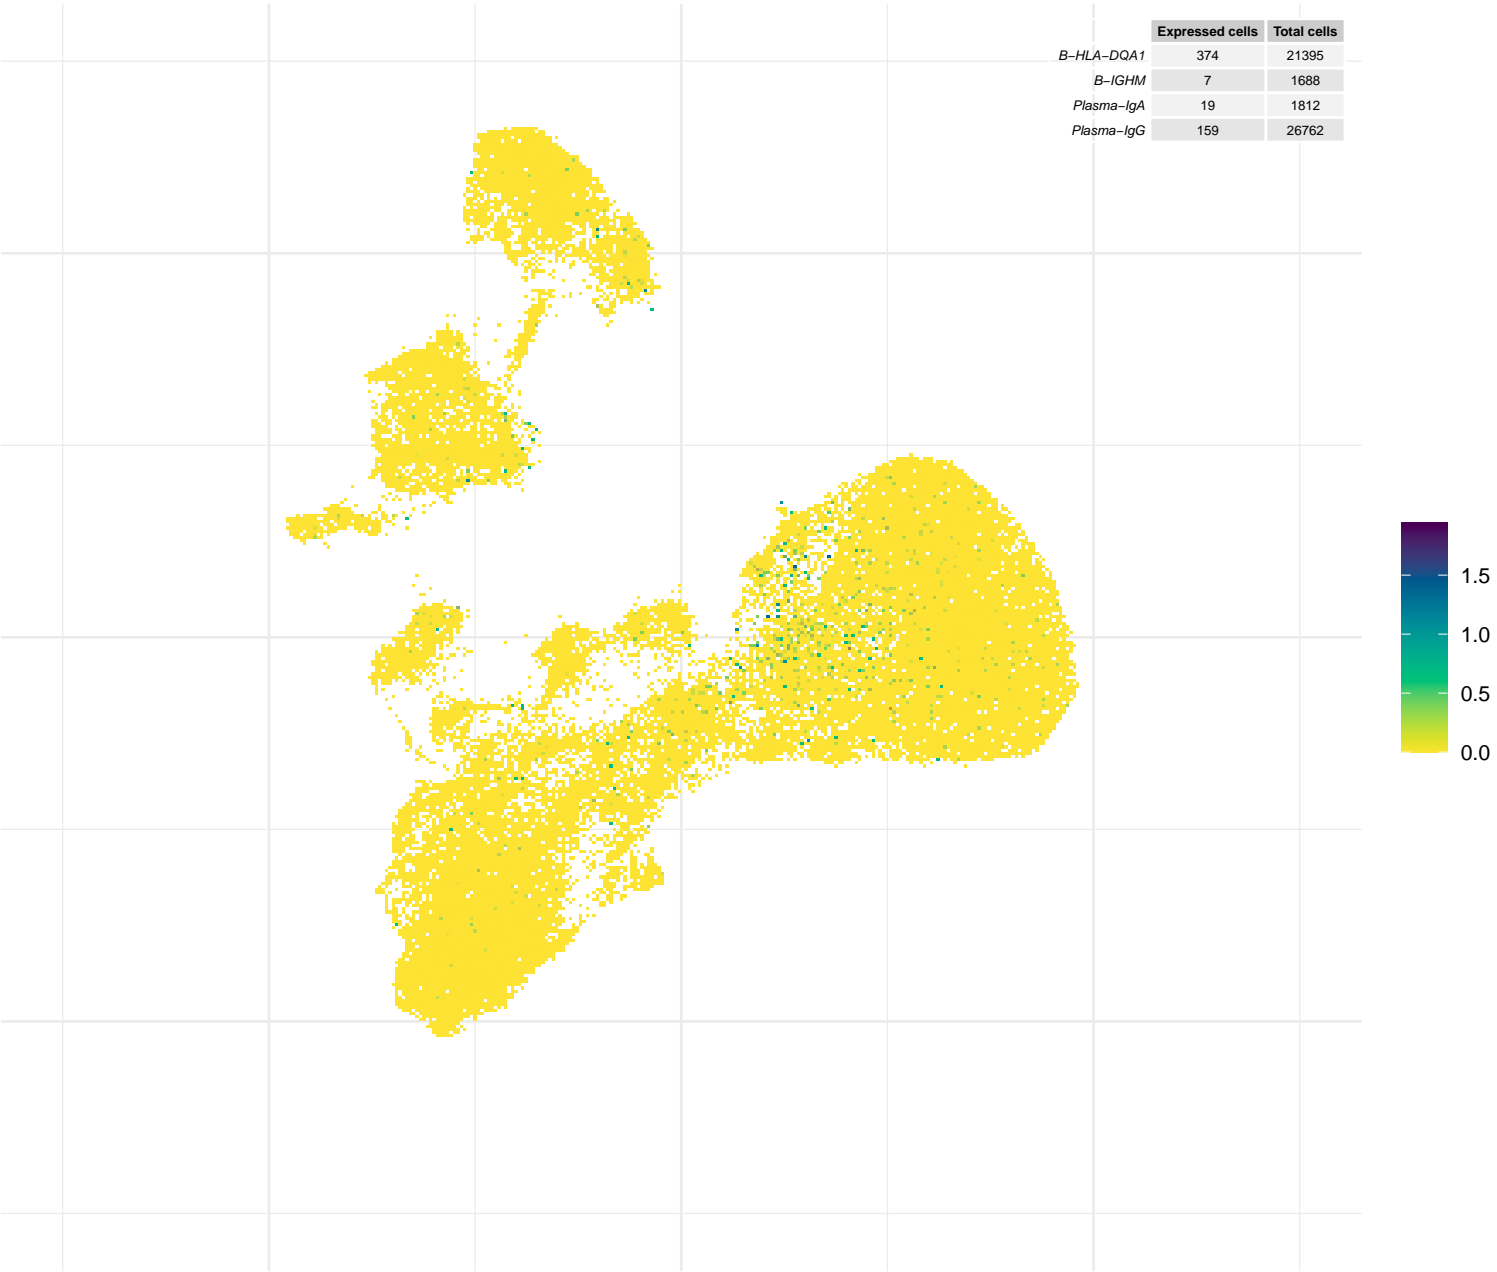 Expressed cells Total cells
B−HLA−DQA1 374 21395
B−IGHM 7 1688
Plasma−IgA 19 1812
Plasma−IgG 159 26762
1.5
1.0
0.5
0.0